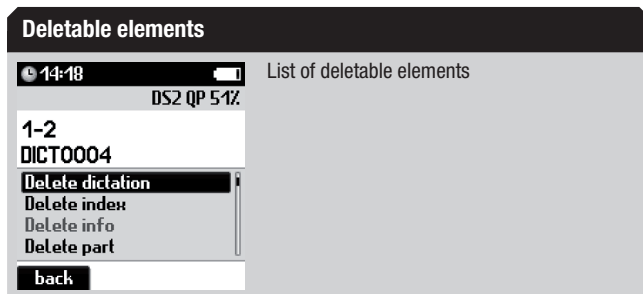 Deletable elements
14:18
DS2 QP 51%
List of deletable elements
1-2
DICT0004
Delete dictation
Delete index
Delete info
Delete part
back